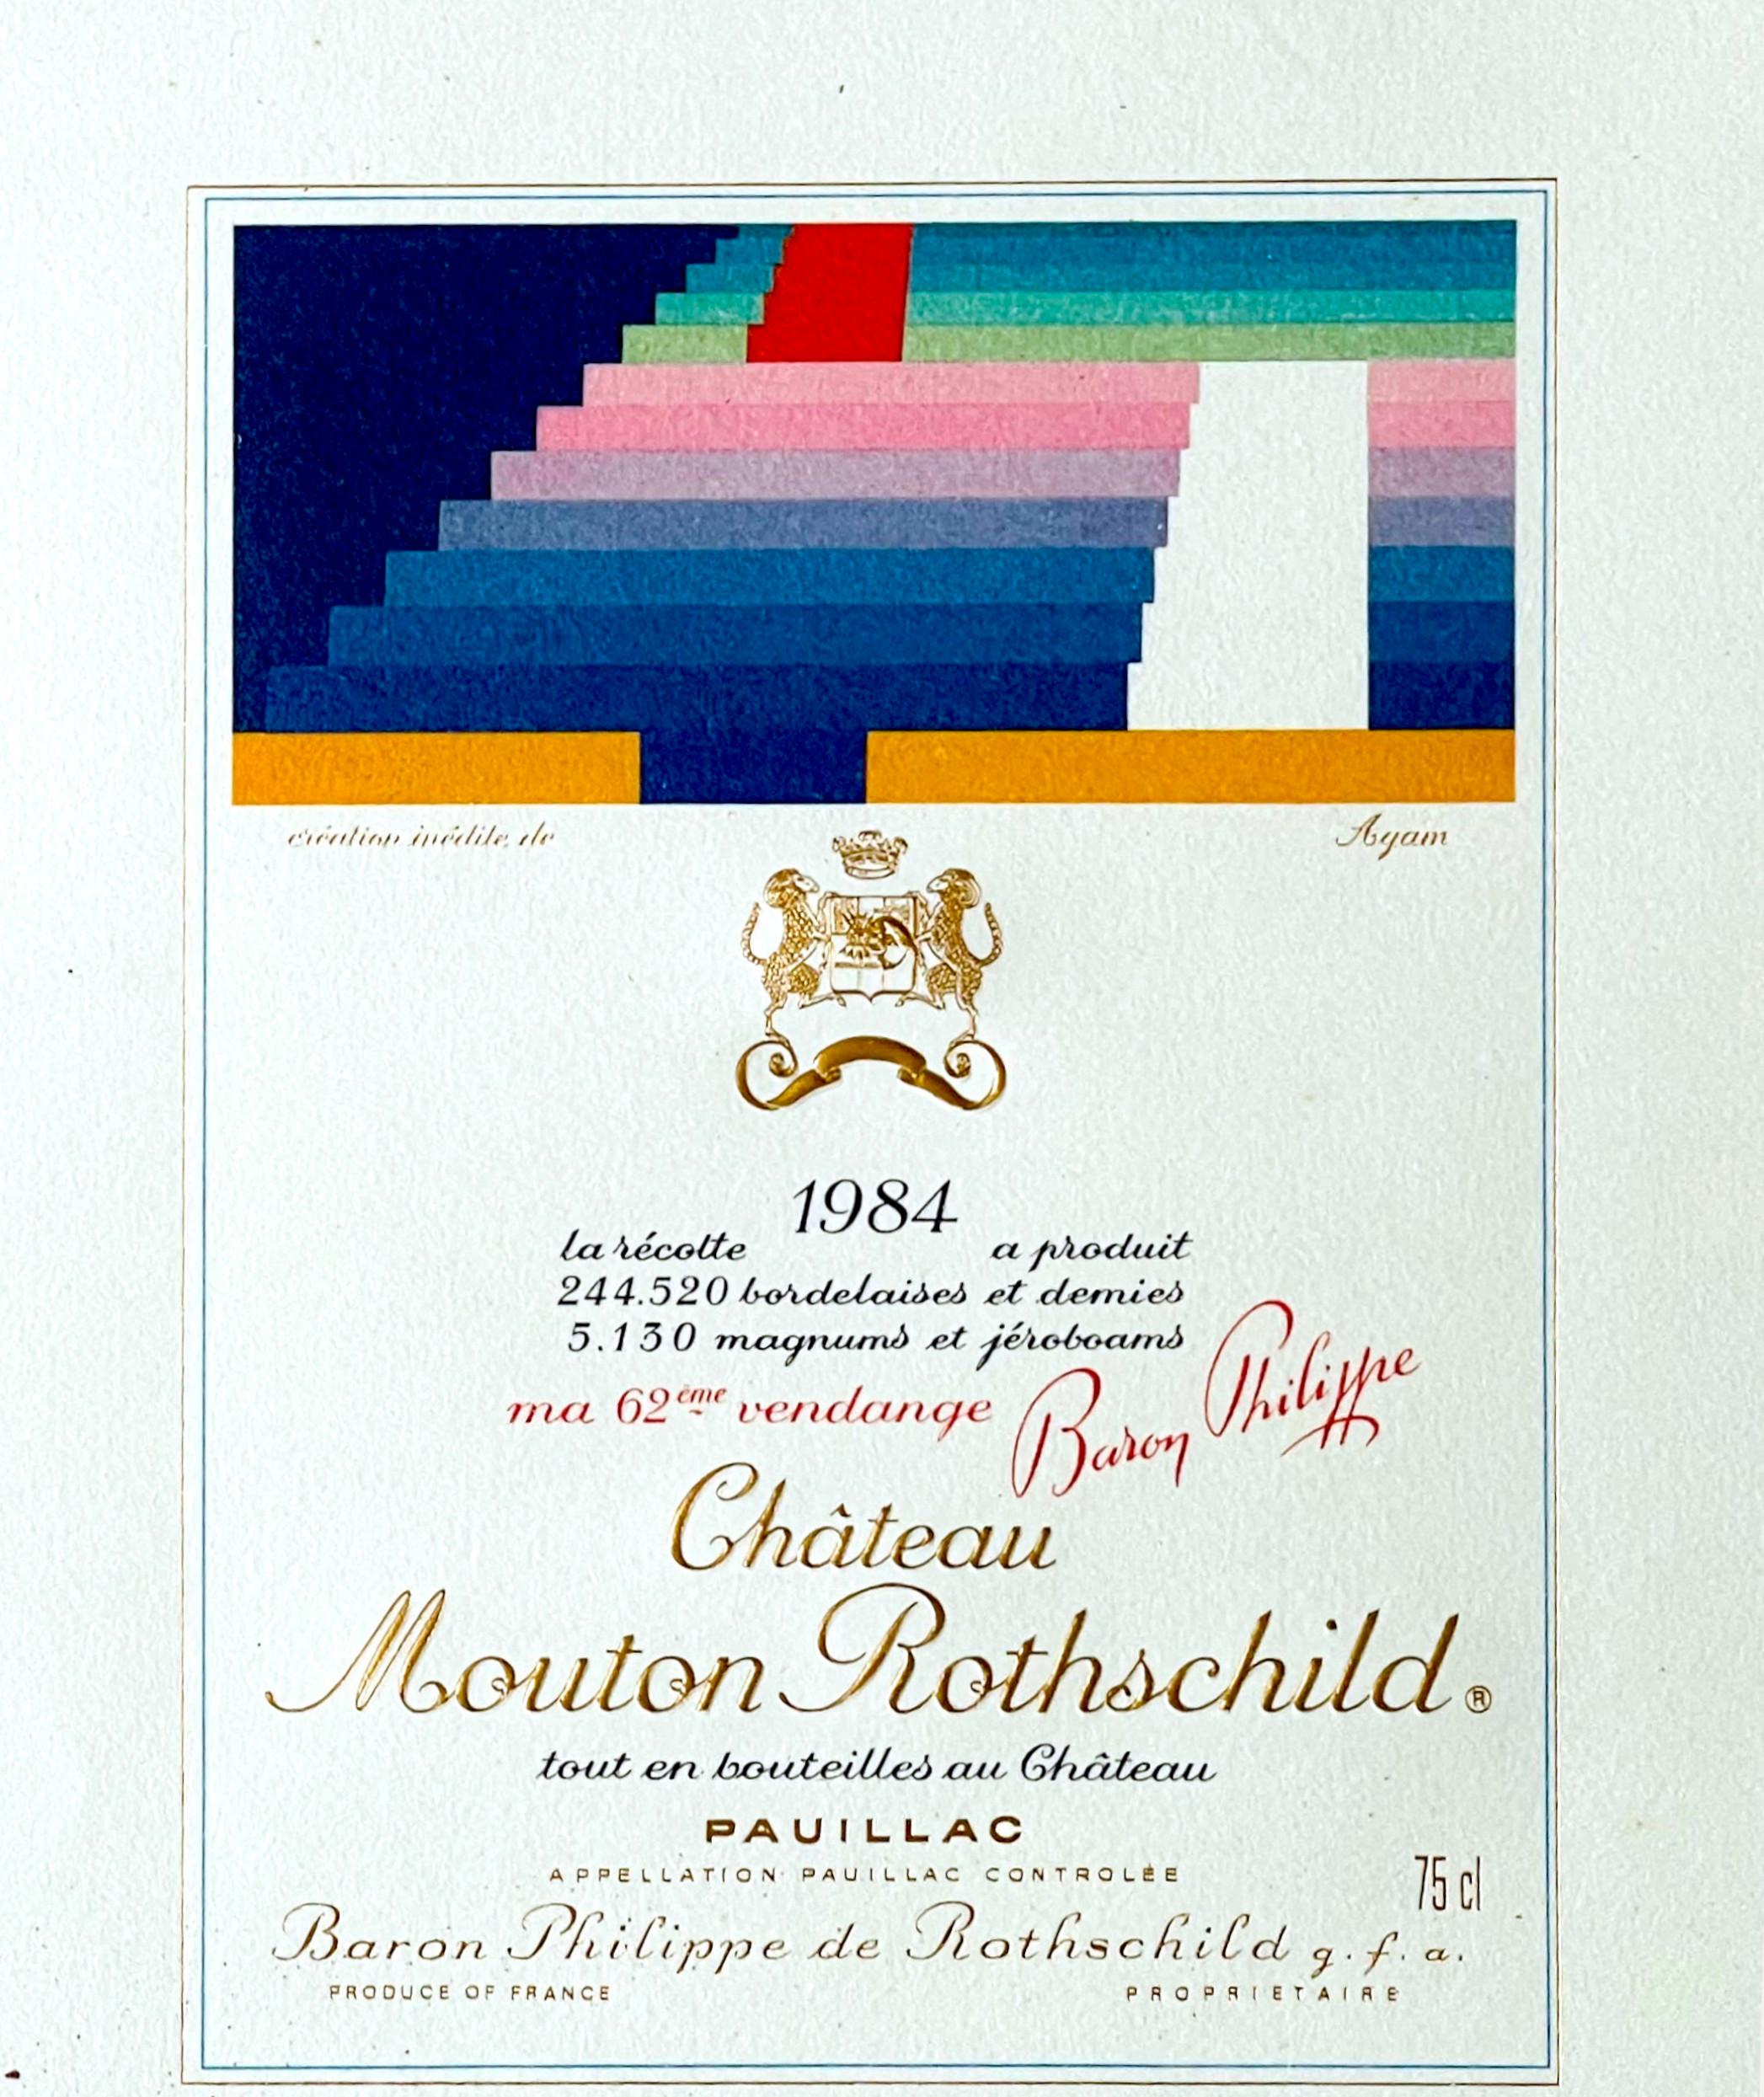 création inédite de Agam
1984
la récolte a produit
244.520 bordelaises et demies
5.130 magnums et jéroboams
ma 62ème vendange Baron Philippe
Château
Mouton Rothschild ®
tout en bouteilles au Château
PAUILLAC
APPELLATION PAUILLAC CONTROLÉE
75 cl
Baron Philippe de Rothschild g.f.a.
PRODUCE OF FRANCE PROPRIETAIRE